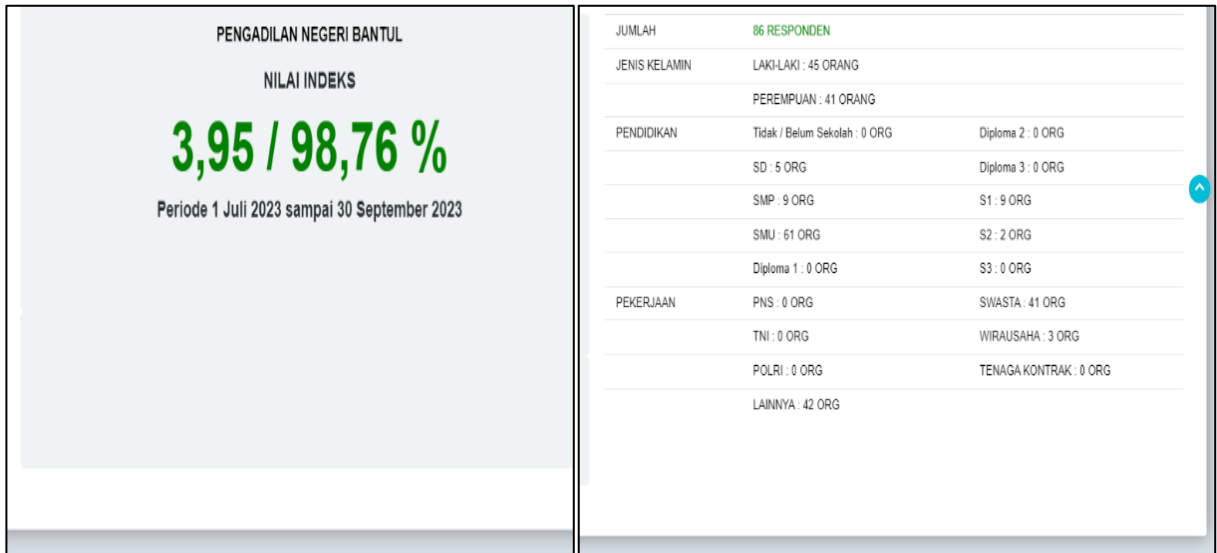 PENGADILAN NEGERI BANTUL
NILAI INDEKS
3,95 / 98,76 %
Periode 1 Juli 2023 sampai 30 September 2023
JUMLAH 86 RESPONDEN
JENIS KELAMIN LAKI-LAKI : 45 ORANG
PEREMPUAN : 41 ORANG
PENDIDIKAN Tidak / Belum Sekolah : 0 ORG Diploma 2 : 0 ORG
SD : 5 ORG Diploma 3 : 0 ORG
SMP : 9 ORG S1 : 9 ORG
SMU : 61 ORG S2 : 2 ORG
Diploma 1 : 0 ORG S3 : 0 ORG
PEKERJAAN PNS : 0 ORG SWASTA : 41 ORG
TNI : 0 ORG WIRAUSAHA : 3 ORG
POLRI : 0 ORG TENAGA KONTRAK : 0 ORG
LAINNYA : 42 ORG